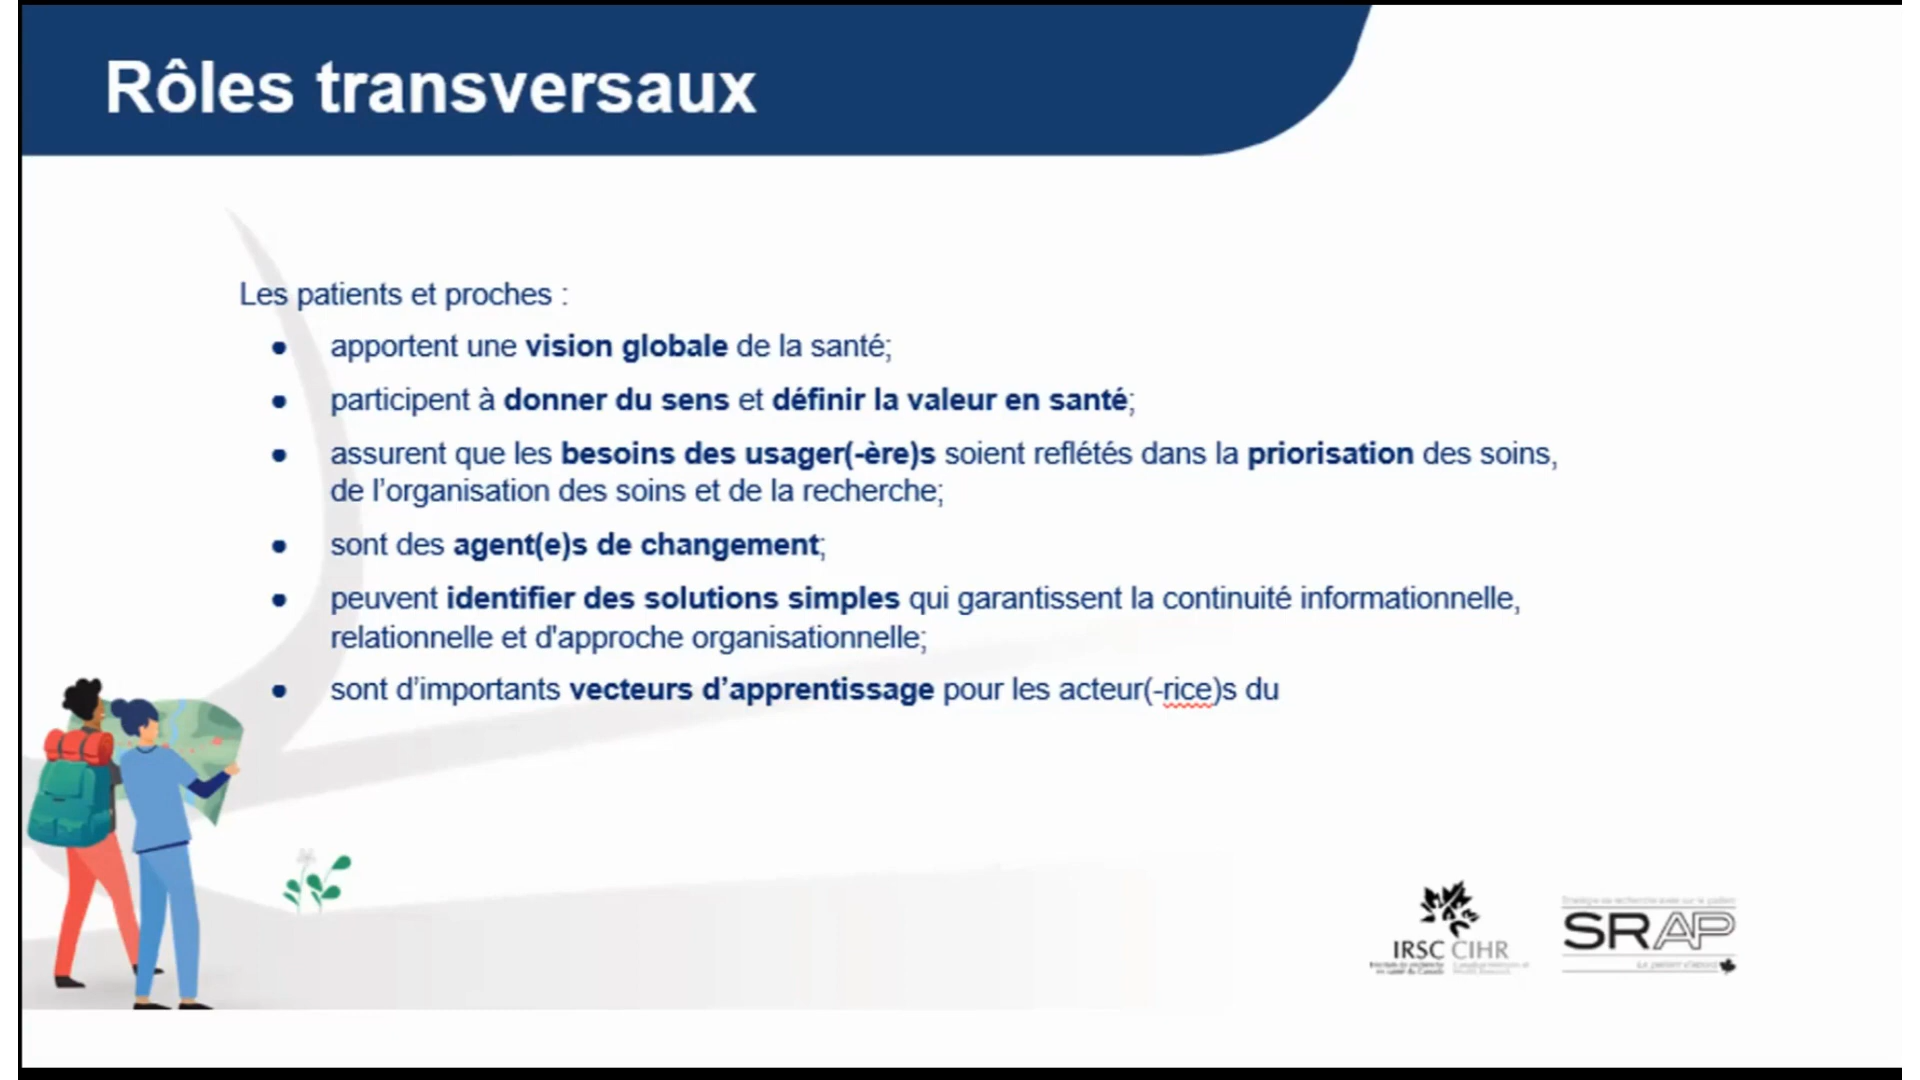 Rôles transversaux
Les patients et proches :
● apportent une vision globale de la santé;
● participent à donner du sens et définir la valeur en santé;
● assurent que les besoins des usager(-ère)s soient reflétés dans la priorisation des soins,
de l’organisation des soins et de la recherche;
● sont des agent(e)s de changement;
● peuvent identifier des solutions simples qui garantissent la continuité informationnelle,
relationnelle et d'approche organisationnelle;
● sont d’importants vecteurs d’apprentissage pour les acteur(-rice)s du
IRSC CIHR
SRAP
Le patient d'abord